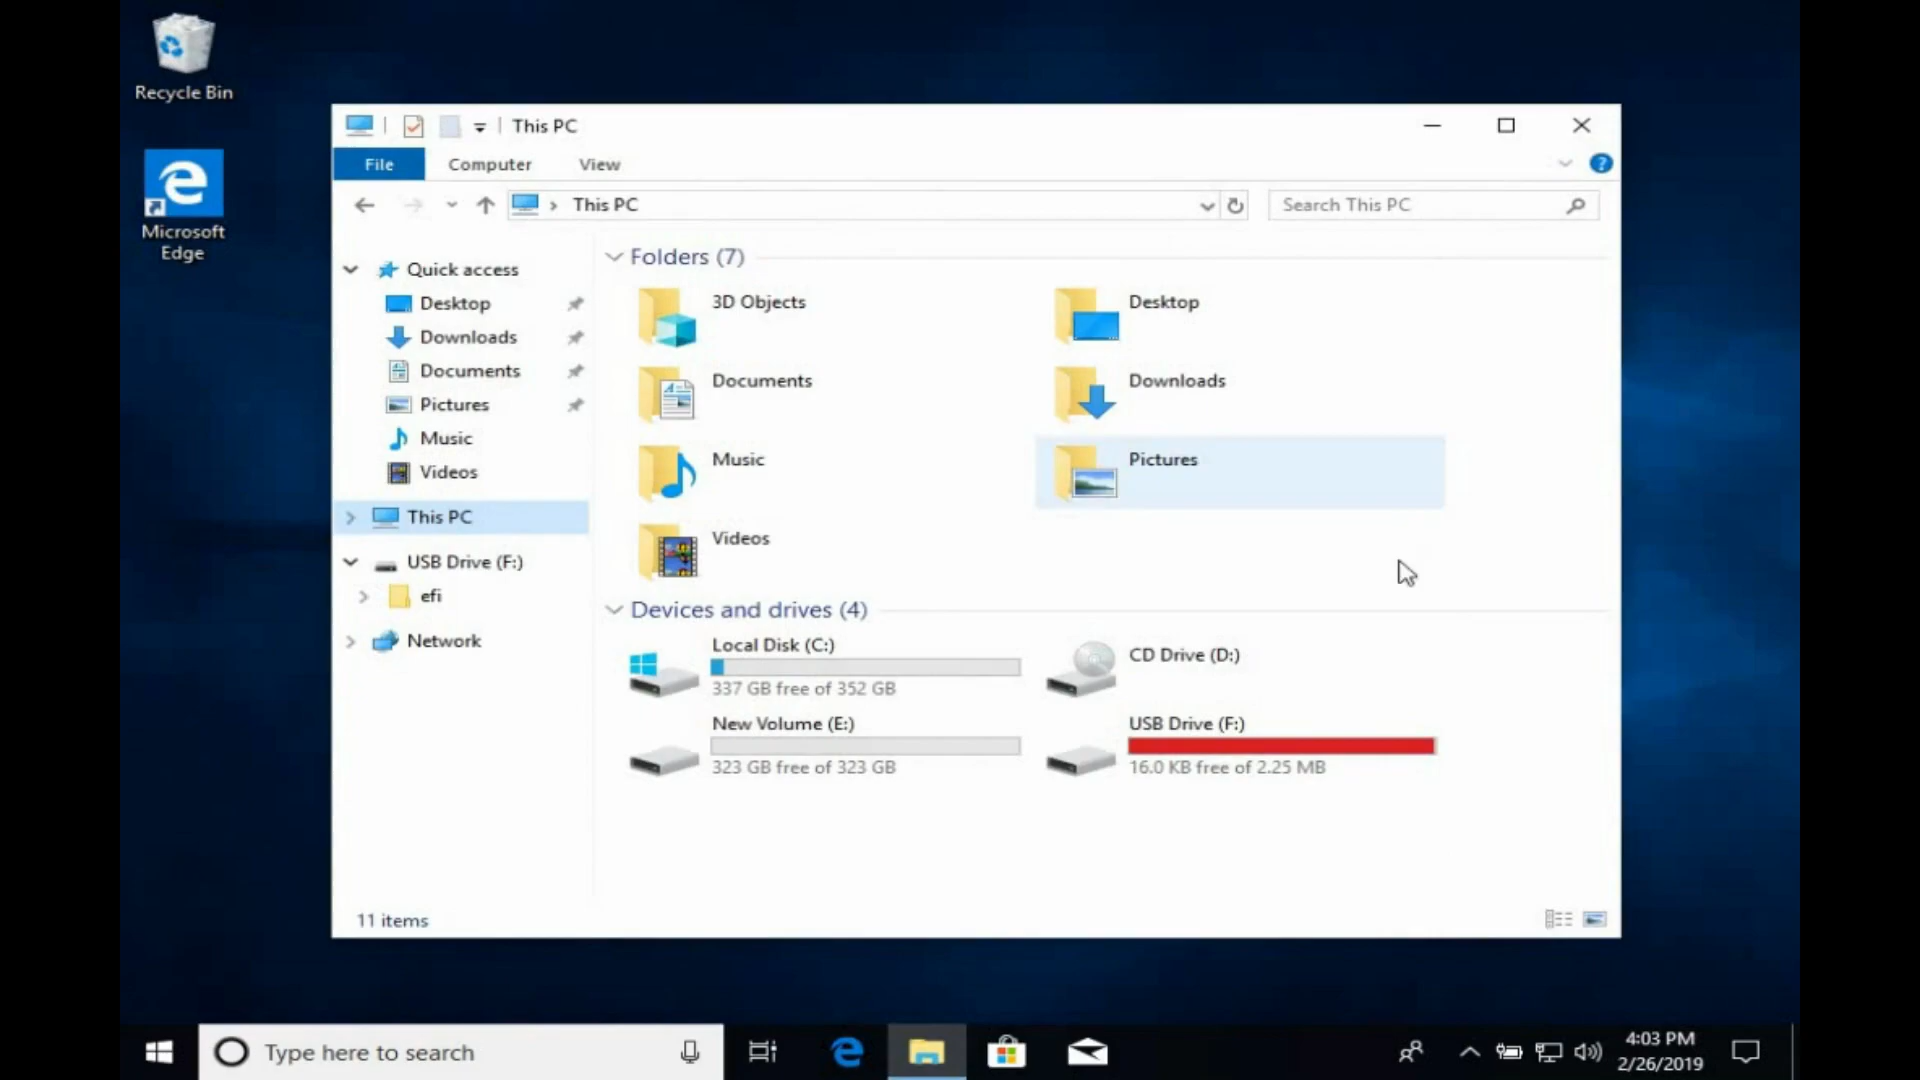 Recycle Bin
Microsoft
Edge
This PC
File
Computer
View
This PC
Search This PC
Quick access
Desktop
Downloads
Documents
Pictures
Music
Videos
This PC
USB Drive (F:)
efi
Network
Folders (7)
3D Objects
Desktop
Documents
Downloads
Music
Pictures
Videos
Devices and drives (4)
Local Disk (C:)
337 GB free of 352 GB
CD Drive (D:)
New Volume (E:)
323 GB free of 323 GB
USB Drive (F:)
16.0 KB free of 2.25 MB
11 items
Type here to search
4:03 PM
2/26/2019